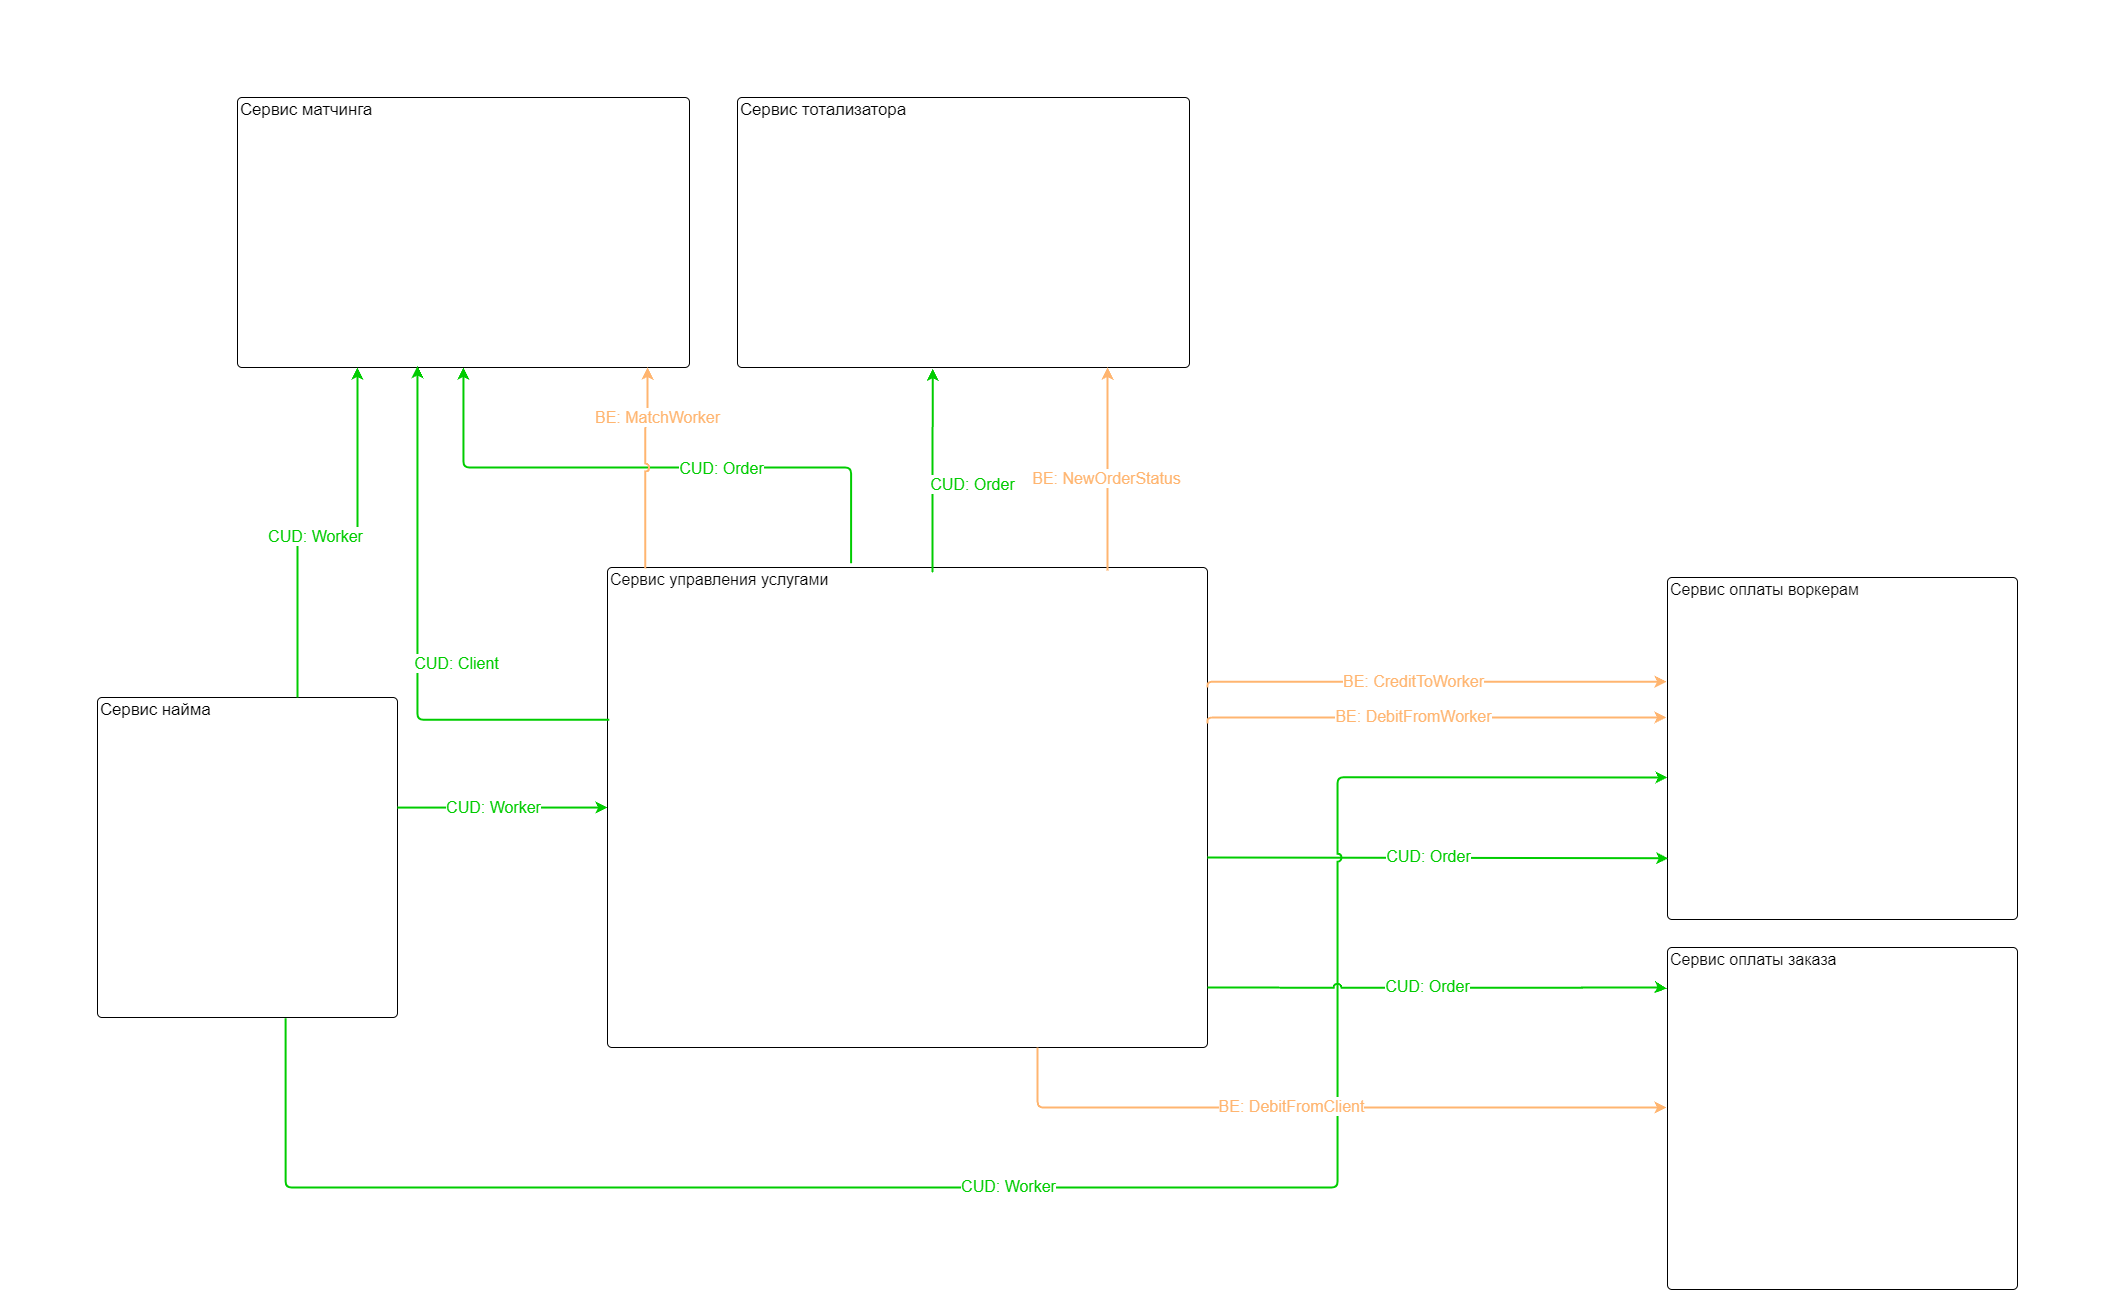 Сервис матчинга
Сервис тотализатора
BE: MatchWorker
CUD: Order
BE: NewOrderStatus
CUD: Order
CUD: Worker
Сервис управления услугами
Сервис оплаты воркерам
CUD: Client
BE: CreditToWorker
Сервис найма
BE: DebitFromWorker
CUD: Worker
CUD: Order
Сервис оплаты заказа
CUD: Order
BE: DebitFromClient
CUD: Worker